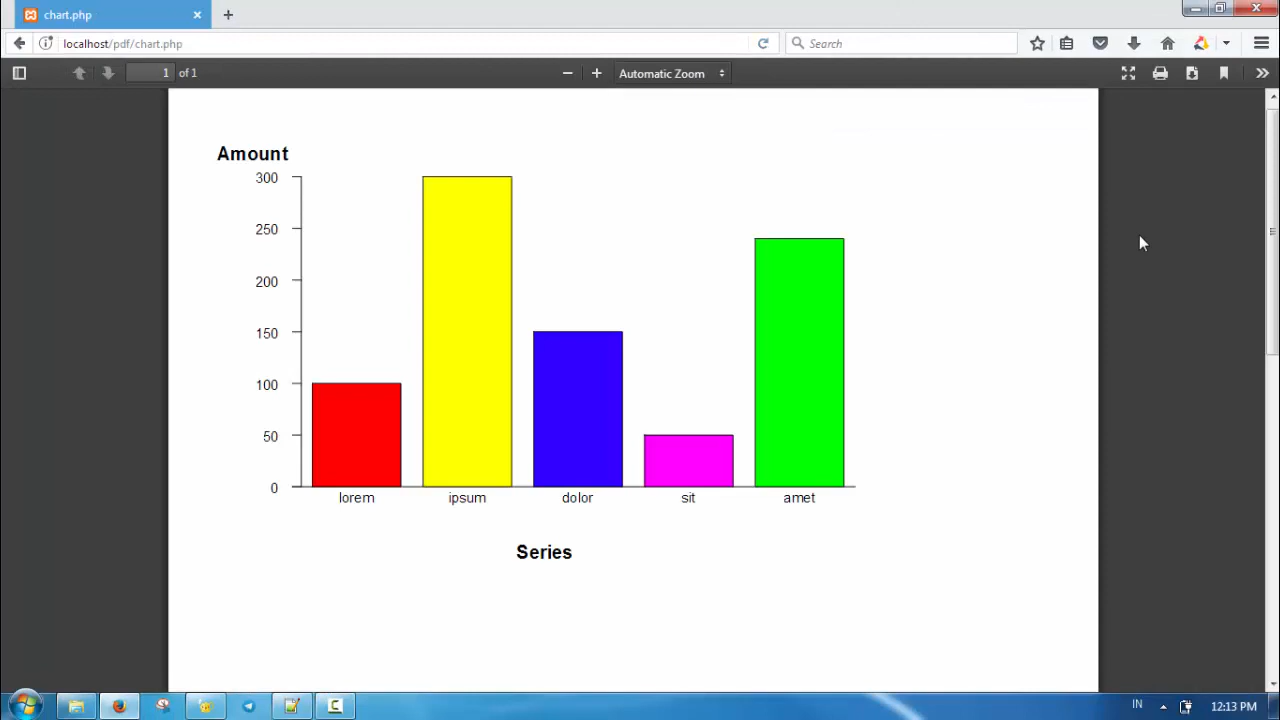 chart.php
localhost/pdf/chart.php
Search
1 of 1
Automatic Zoom
Amount
300
250
200
150
100
50
0
lorem ipsum dolor sit amet
Series
IN 12:13 PM